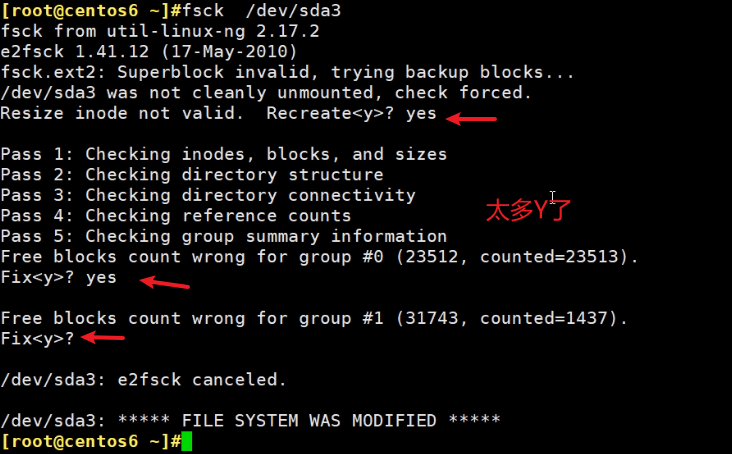 [root@centos6 ~]#fsck  /dev/sda3
fsck from util-linux-ng 2.17.2
e2fsck 1.41.12 (17-May-2010)
fsck.ext2: Superblock invalid, trying backup blocks...
/dev/sda3 was not cleanly unmounted, check forced.
Resize inode not valid.  Recreate<y>? yes
Pass 1: Checking inodes, blocks, and sizes
Pass 2: Checking directory structure
Pass 3: Checking directory connectivity
太多Y了
Pass 4: Checking reference counts
Pass 5: Checking group summary information
Free blocks count wrong for group #0 (23512, counted=23513).
Fix<y>? yes
Free blocks count wrong for group #1 (31743, counted=1437).
Fix<y>?
/dev/sda3: e2fsck canceled.
/dev/sda3: ***** FILE SYSTEM WAS MODIFIED *****
[root@centos6 ~]#